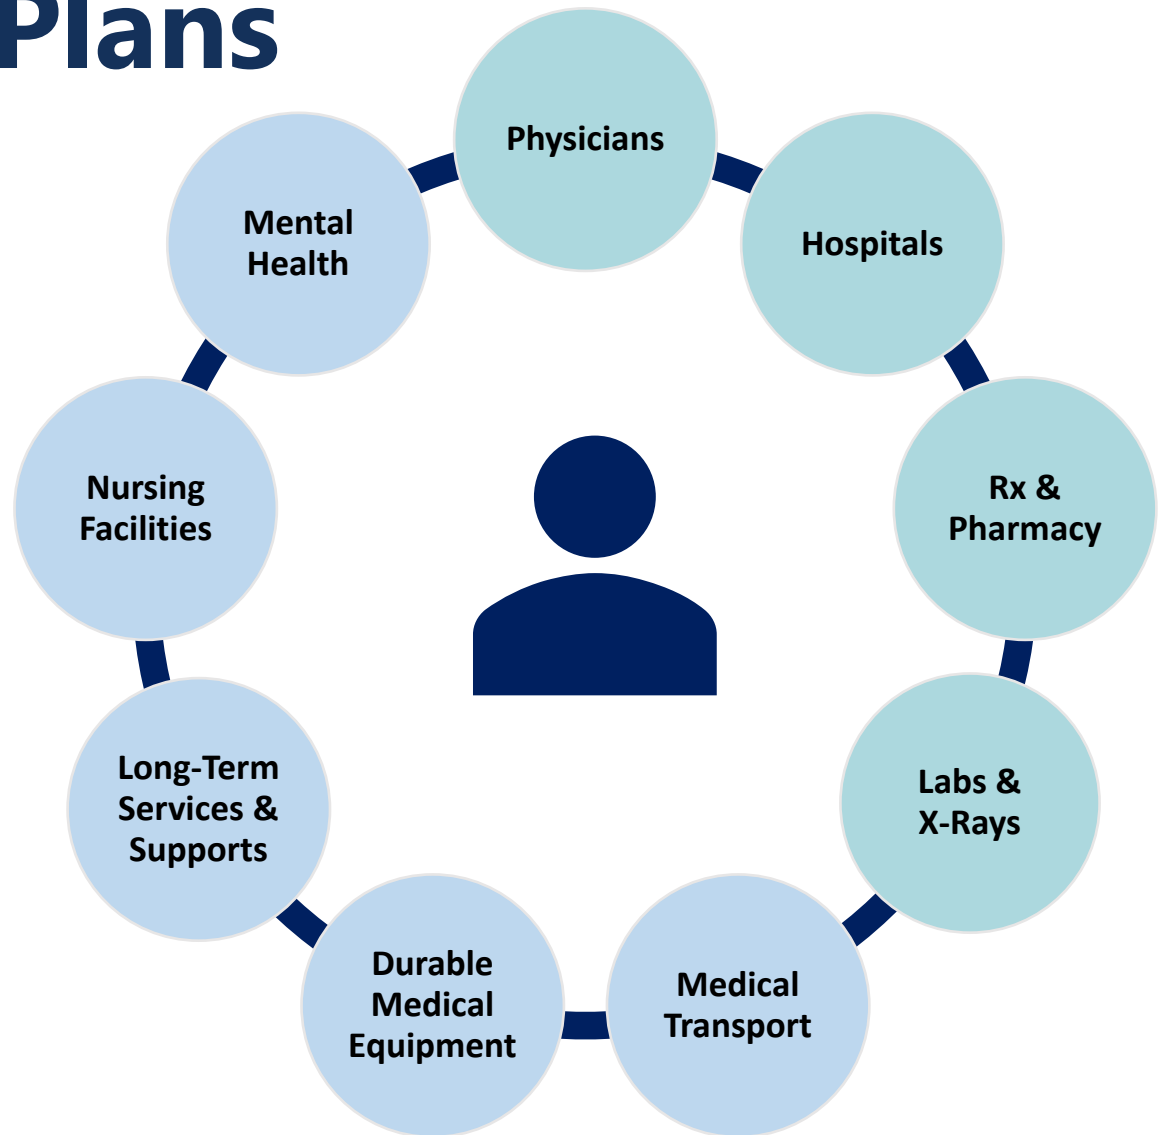 Plans
Physicians
Hospitals
Rx &
Pharmacy
Labs &
X-Rays
Medical
Transport
Durable
Medical
Equipment
Long-Term
Services &
Supports
Nursing
Facilities
Mental
Health